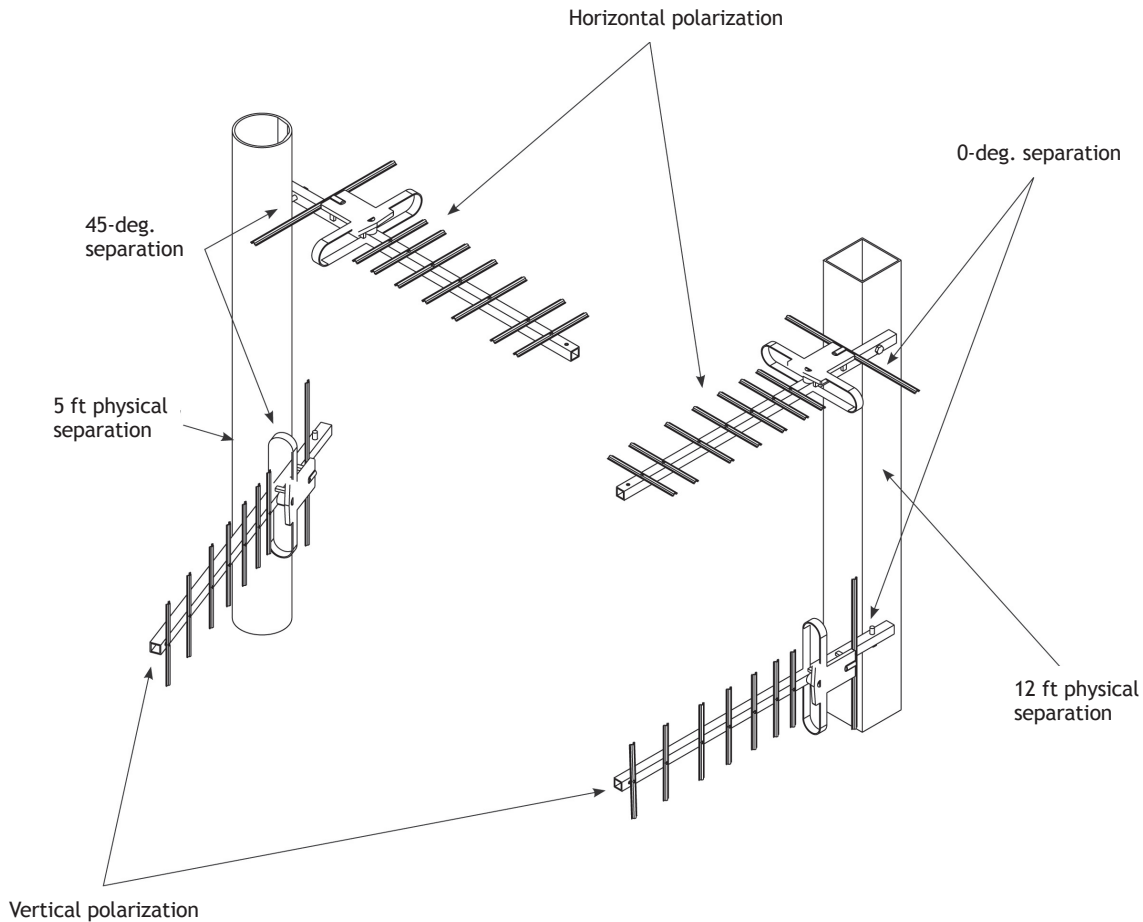 Horizontal polarization
0-deg. separation
45-deg.
separation
5 ft physical
separation
12 ft physical
separation
Vertical polarization